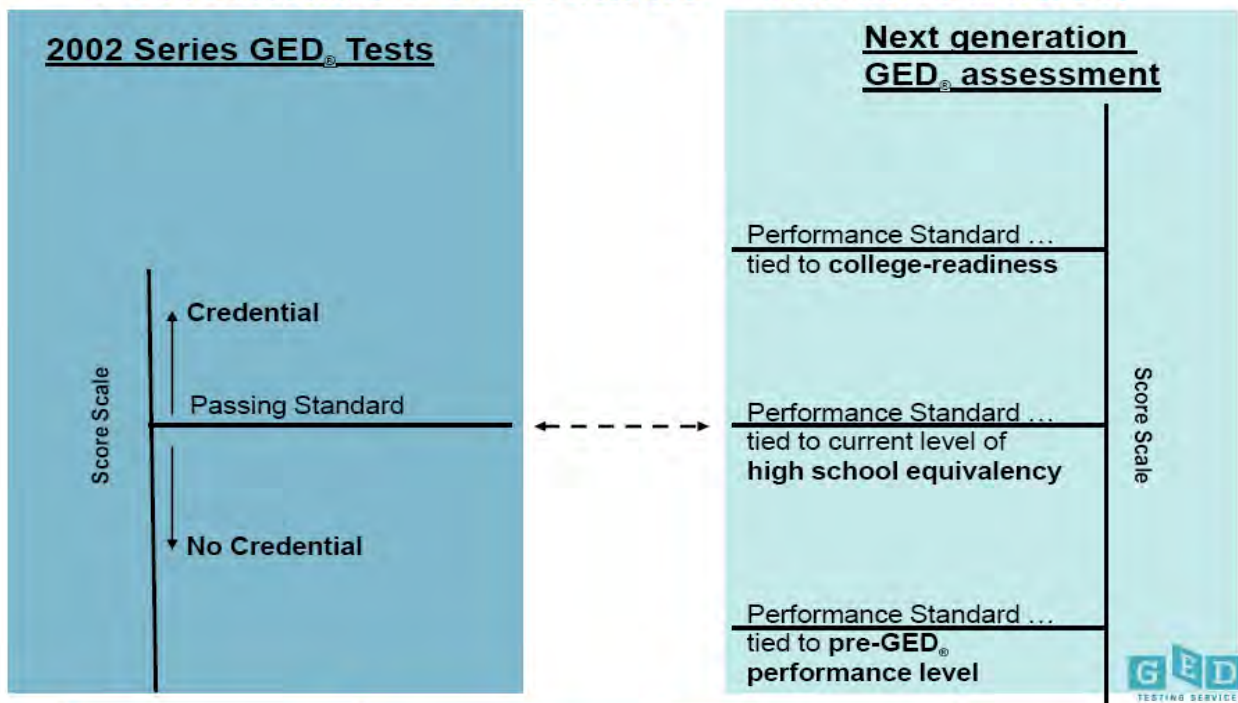 2002 Series GED® Tests
Credential
Score Scale
Passing Standard
No Credential
Next generation
GED® assessment
Performance Standard …
tied to college-readiness
Performance Standard …
tied to current level of
high school equivalency
Score Scale
Performance Standard …
tied to pre-GED®
performance level
GED
TESTING SERVICE